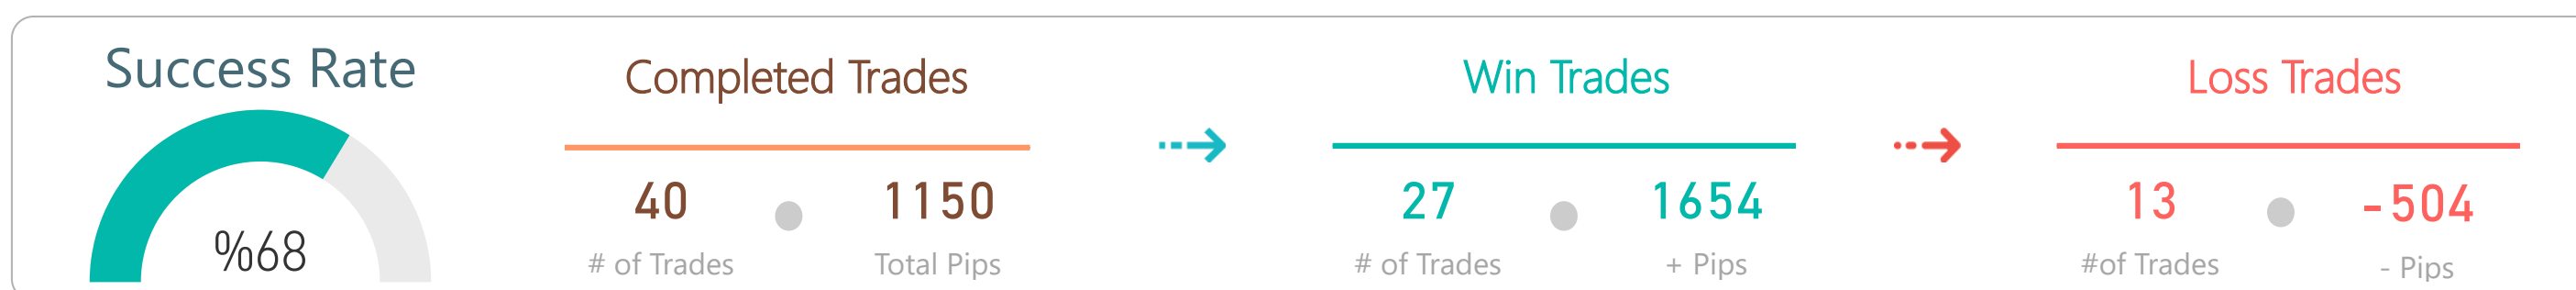 Success Rate
%68
Completed Trades
40 1150
# of Trades Total Pips
Win Trades
27 1654
# of Trades + Pips
Loss Trades
13 -504
#of Trades - Pips